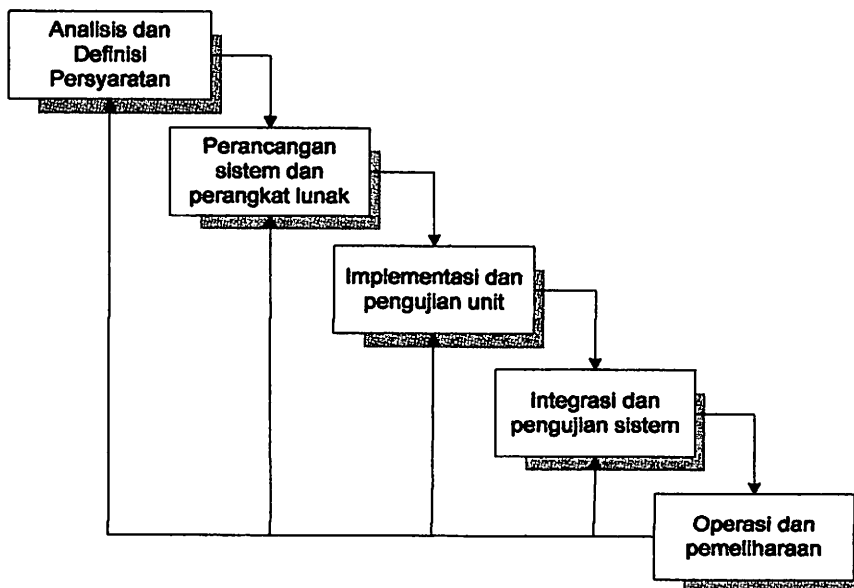 Analisis dan
Definisi
Persyaratan
Perancangan
sistem dan
perangkat lunak
Implementasi dan
pengujian unit
Integrasi dan
pengujian sistem
Operasi dan
pemeliharaan